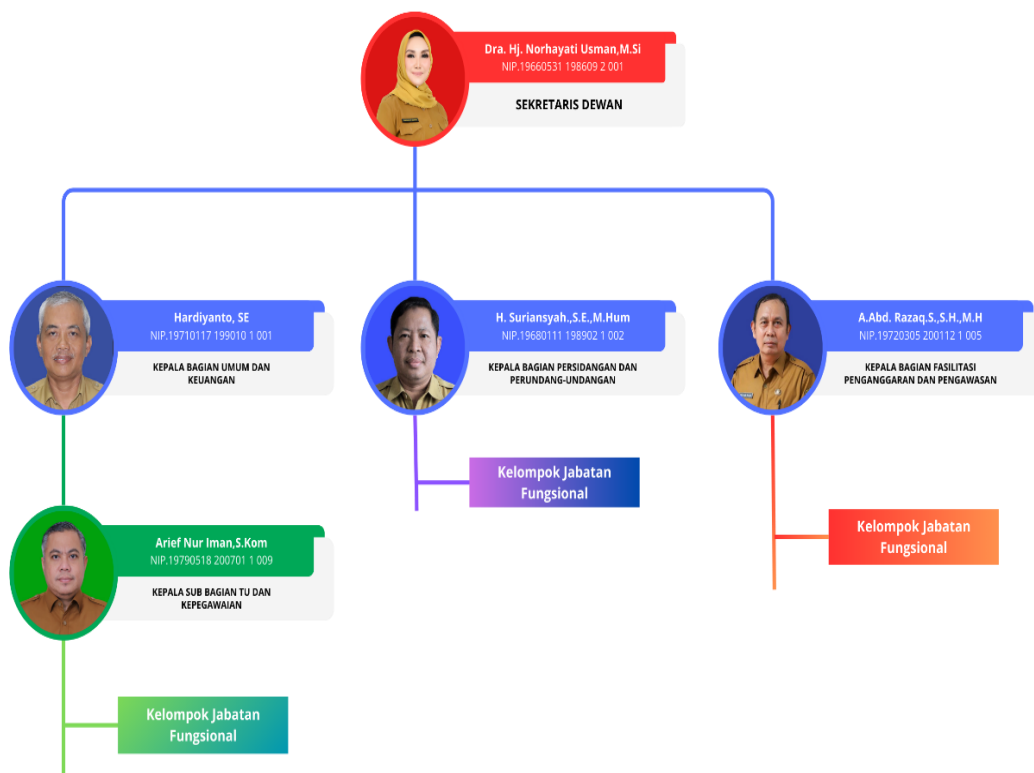 Dra. Hj. Norhayati Usman,M.Si
NIP.19660531 198609 2 001
SEKRETARIS DEWAN
Hardiyanto, SE
NIP.19710117 199010 1 001
KEPALA BAGIAN UMUM DAN
KEUANGAN
H. Suriansyah.,S.E.,M.Hum
NIP.19680111 198902 1 002
KEPALA BAGIAN PERSIDANGAN DAN
PERUNDANG-UNDANGAN
A.Abd. Razaq.S.,S.H.,M.H
NIP.19720305 200112 1 005
KEPALA BAGIAN FASILITASI
PENGANGGARAN DAN PENGAWASAN
Kelompok Jabatan
Fungsional
Kelompok Jabatan
Fungsional
Arief Nur Iman,S.Kom
NIP.19790518 200701 1 009
KEPALA SUB BAGIAN TU DAN
KEPEGAWAIAN
Kelompok Jabatan
Fungsional